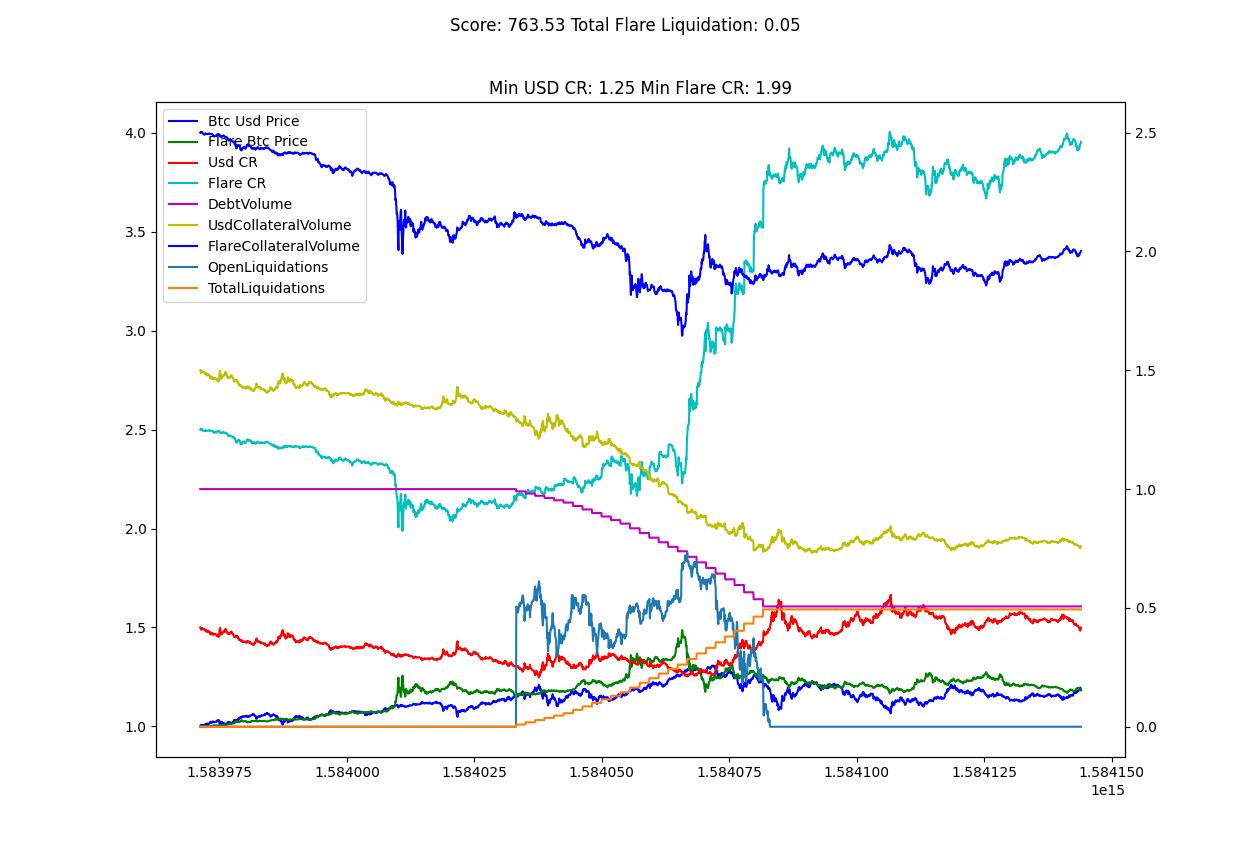 Score: 763.53 Total Flare Liquidation: 0.05
Min USD CR: 1.25 Min Flare CR: 1.99
Btc Usd Price
Flare Btc Price
Usd CR
Flare CR
DebtVolume
UsdCollateralVolume
FlareCollateralVolume
OpenLiquidations
TotalLiquidations
4.0
3.5
3.0
2.5
2.0
1.5
1.0
2.5
2.0
1.5
1.0
0.5
0.0
1.583975
1.584000
1.584025
1.584050
1.584075
1.584100
1.584125
1.584150
1e15